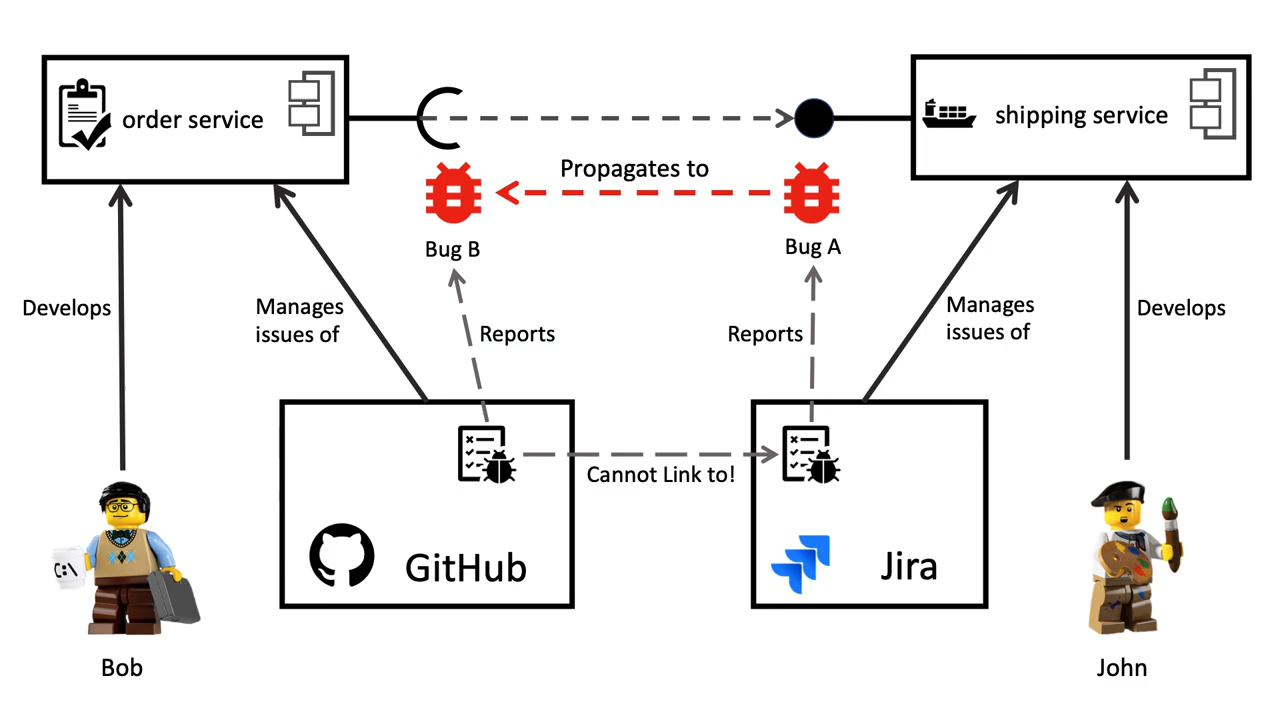 order service
shipping service
Propagates to
Bug B
Bug A
Develops
Manages
issues of
Reports
Reports
Manages
issues of
Develops
Cannot Link to!
GitHub
Jira
C:\
Bob
John